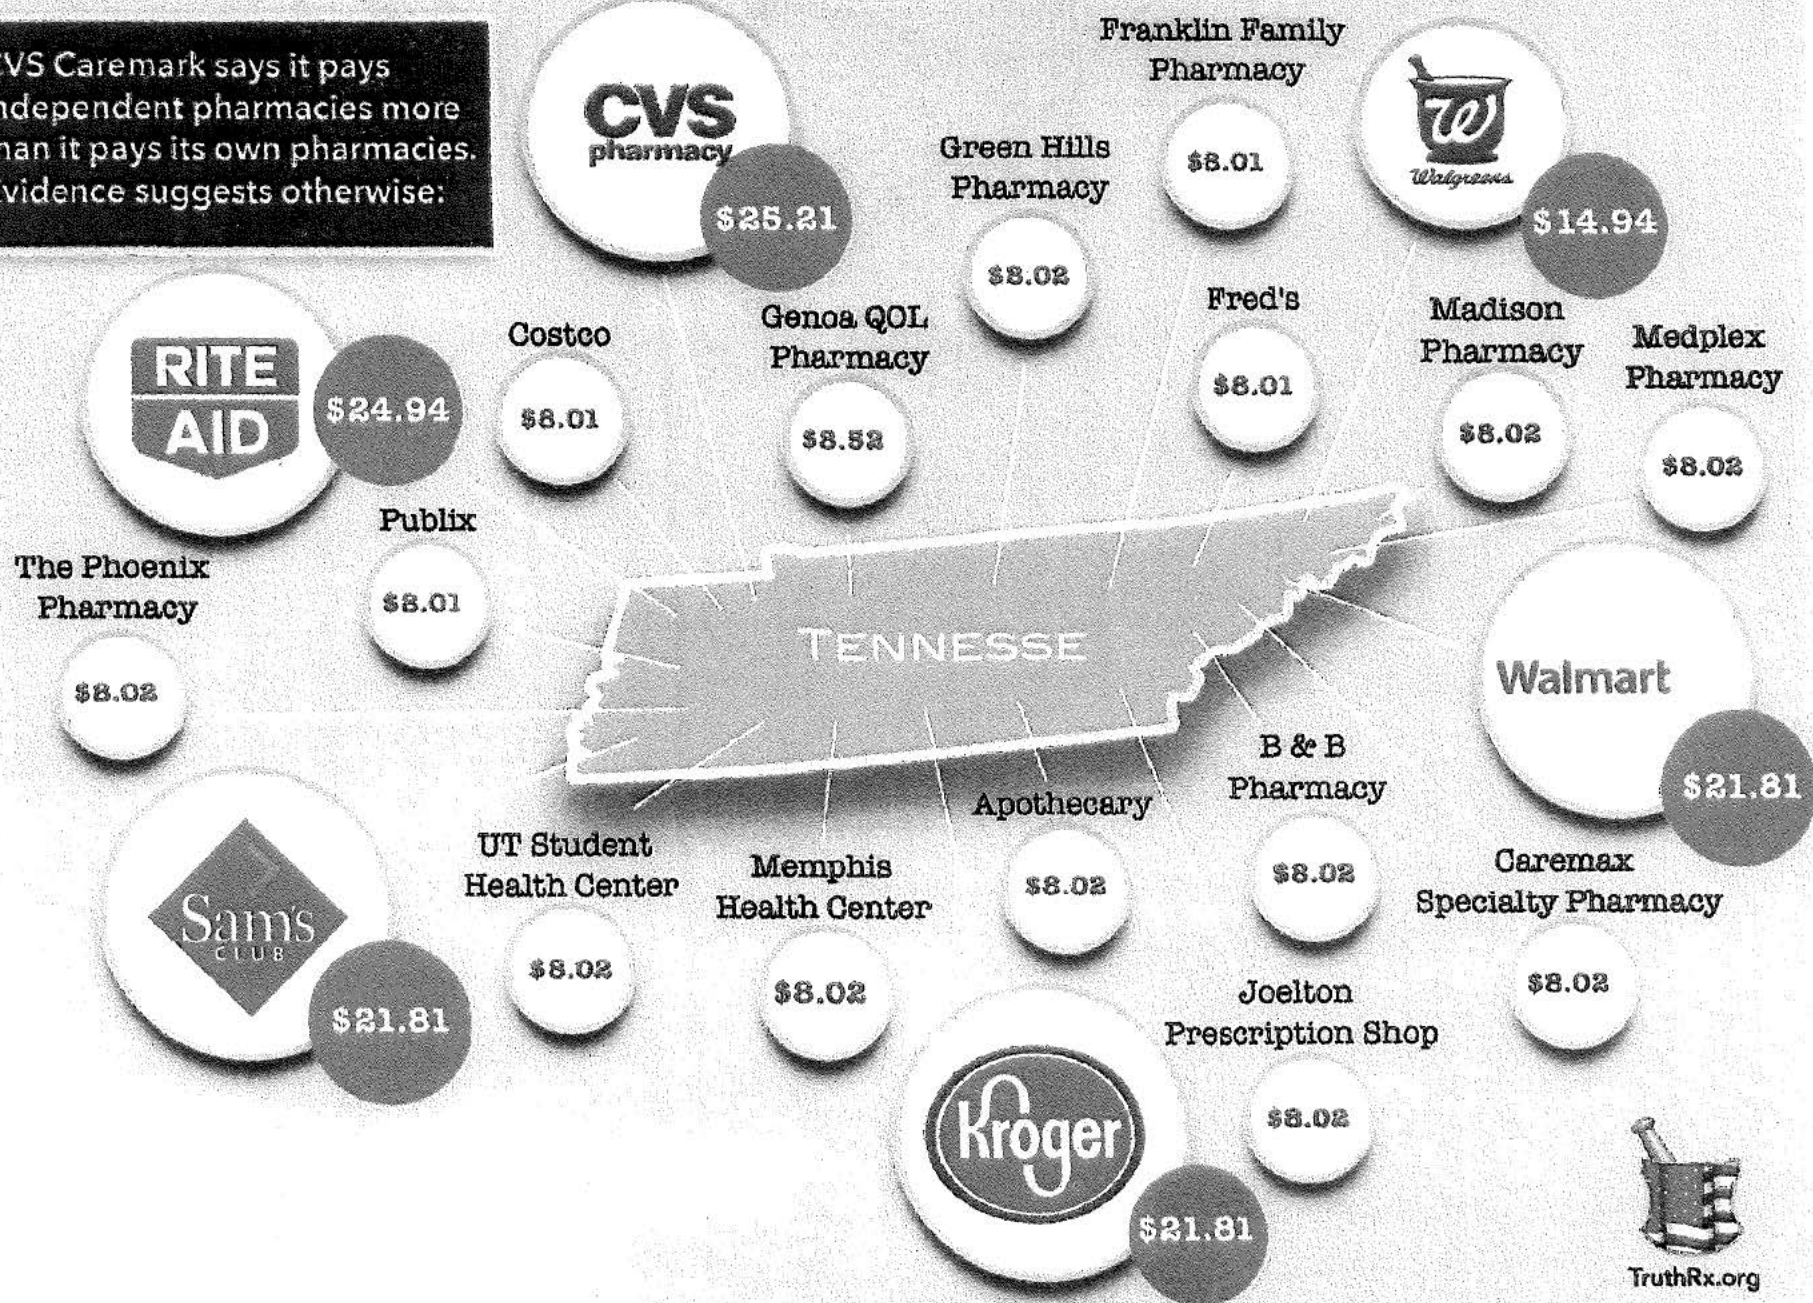 VS Caremark says it pays
ndependent pharmacies more
han it pays its own pharmacies.
vidence suggests otherwise:
CVS
pharmacy
$25.21
Franklin Family
Pharmacy
$8.01
W
Walgreens
$14.94
Green Hills
Pharmacy
$8.02
RITE
AID
$24.94
Costco
$8.01
Genoa QOL
Pharmacy
$8.52
Fred's
$8.01
Madison
Pharmacy
$8.02
Medplex
Pharmacy
$8.02
Publix
$8.01
The Phoenix
Pharmacy
$8.02
TENNESSE
Walmart
$21.81
Sam's
CLUB
$21.81
UT Student
Health Center
$8.02
Memphis
Health Center
$8.02
Apothecary
$8.02
B & B
Pharmacy
$8.02
Caremax
Specialty Pharmacy
$8.02
Kroger
$21.81
Joelton
Prescription Shop
$8.02
TruthRx.org